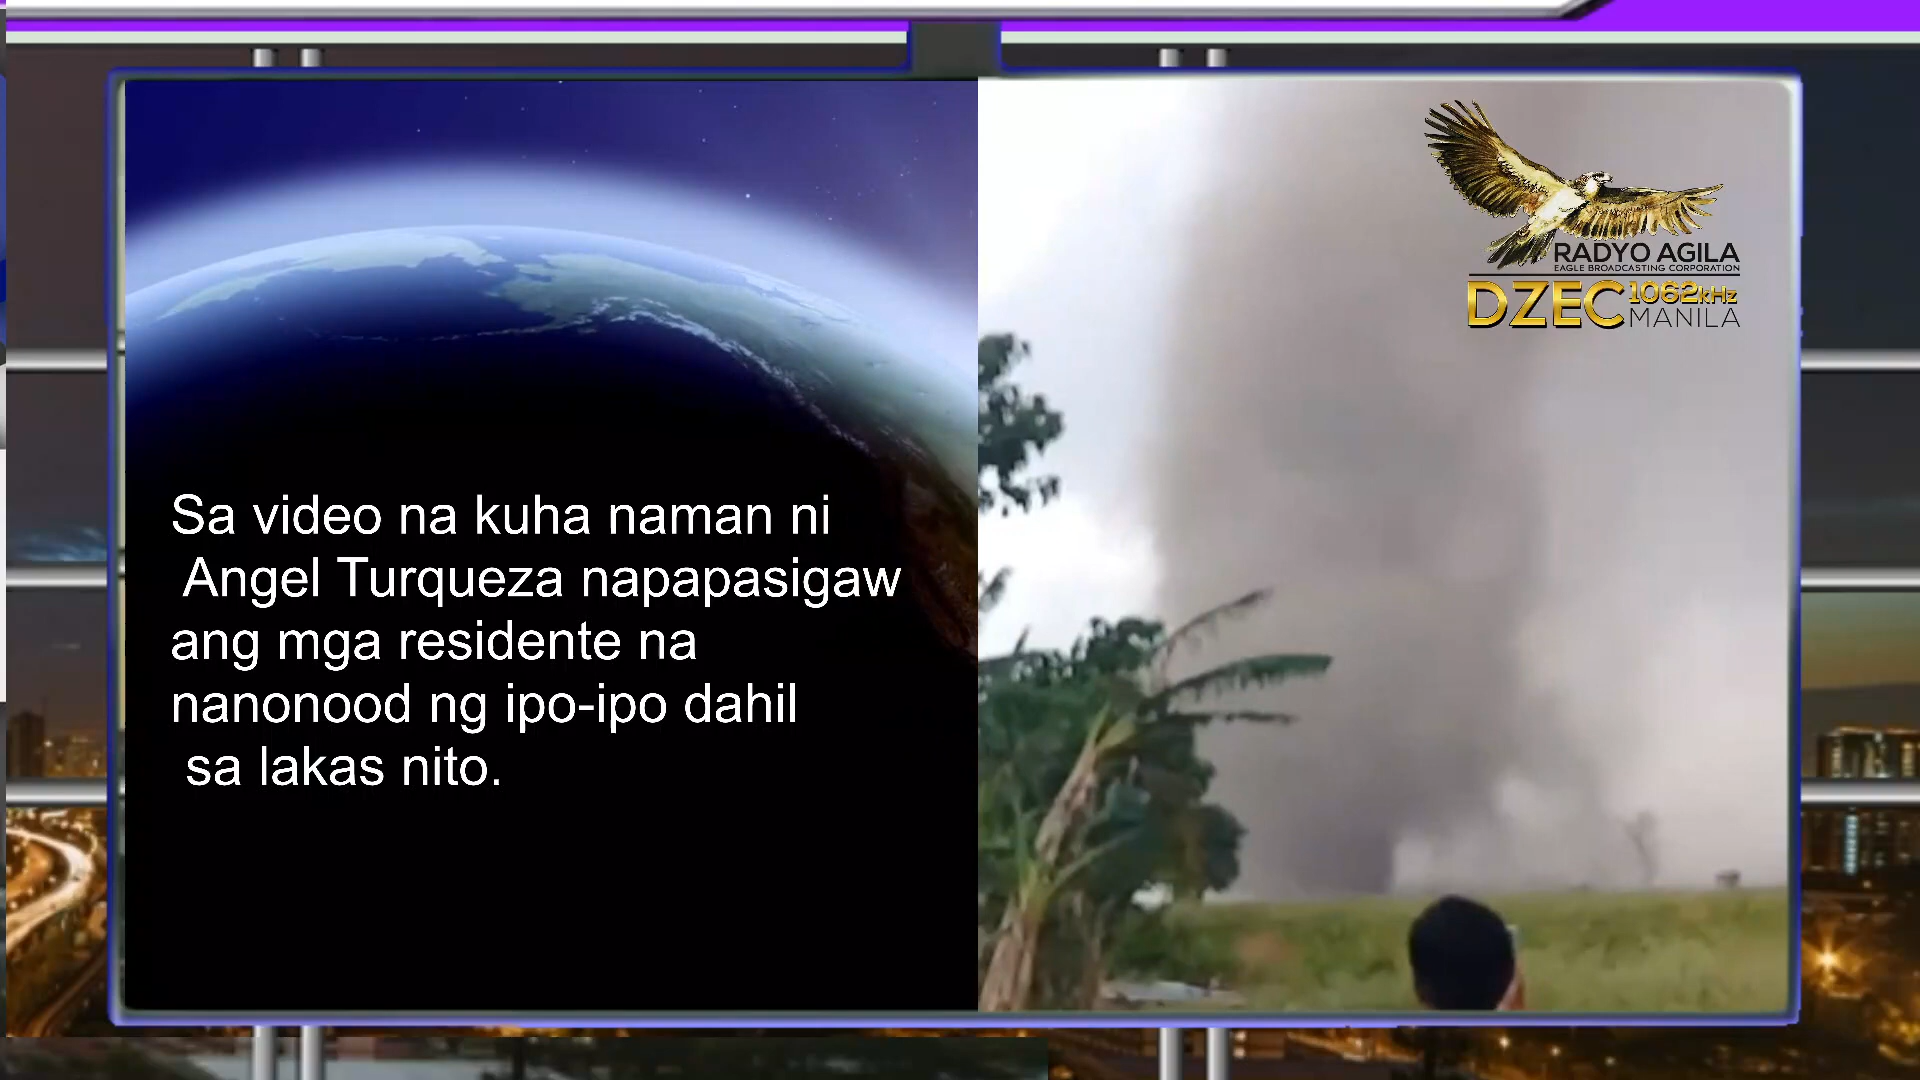 Sa video na kuha naman ni
Angel Turqueza napapasigaw
ang mga residente na
nanonood ng ipo-ipo dahil
sa lakas nito.
RADYO AGILA
EAGLE BROADCASTING CORPORATION
DZEC 1062kHz
MANILA